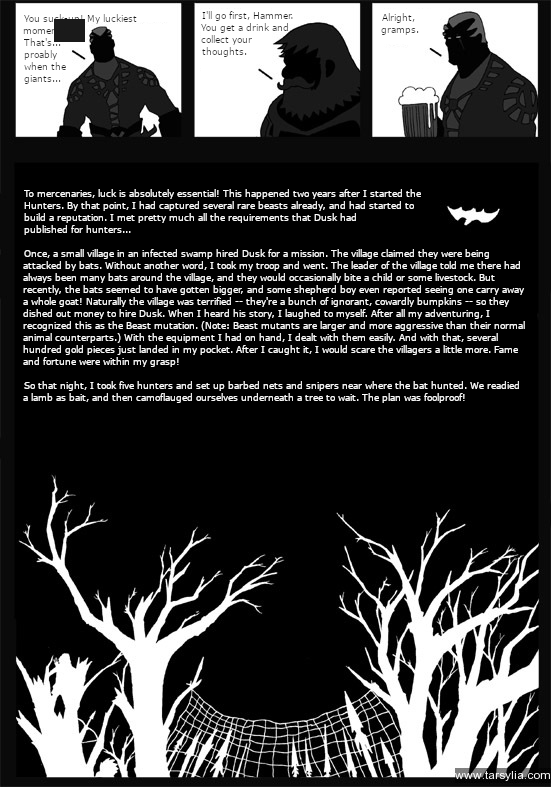 You suck up! My luckiest
That's...
proably
when the
giants...
I'll go first, Hammer.
You get a drink and
collect your
thoughts.
Alright,
gramps.
To mercenaries, luck is absolutely essential! This happened two years after I started the
Hunters. By that point, I had captured several rare beasts already, and had started to
build a reputation. I met pretty much all the requirements that Dusk had
published for hunters...
Once, a small village in an infected swamp hired Dusk for a mission. The village claimed they were being
attacked by bats. Without another word, I took my troop and went. The leader of the village told me there had
always been many bats around the village, and they would occasionally bite a child or some livestock. But
recently, the bats seemed to have gotten bigger, and some shepherd boy even reported seeing one carry away
a whole goat! Naturally the village was terrified -- they're a bunch of ignorant, cowardly bumpkins -- so they
dished out money to hire Dusk. When I heard his story, I laughed to myself. After all my adventuring, I
recognized this as the Beast mutation. (Note: Beast mutants are larger and more aggressive than their normal
animal counterparts.) With the equipment I had on hand, I dealt with them easily. And with that, several
hundred gold pieces just landed in my pocket. After I caught it, I would scare the villagers a little more. Fame
and fortune were within my grasp!
So that night, I took five hunters and set up barbed nets and snipers near where the bat hunted. We readied
a lamb as bait, and then camoflauged ourselves underneath a tree to wait. The plan was foolproof!
www.tarsylia.com